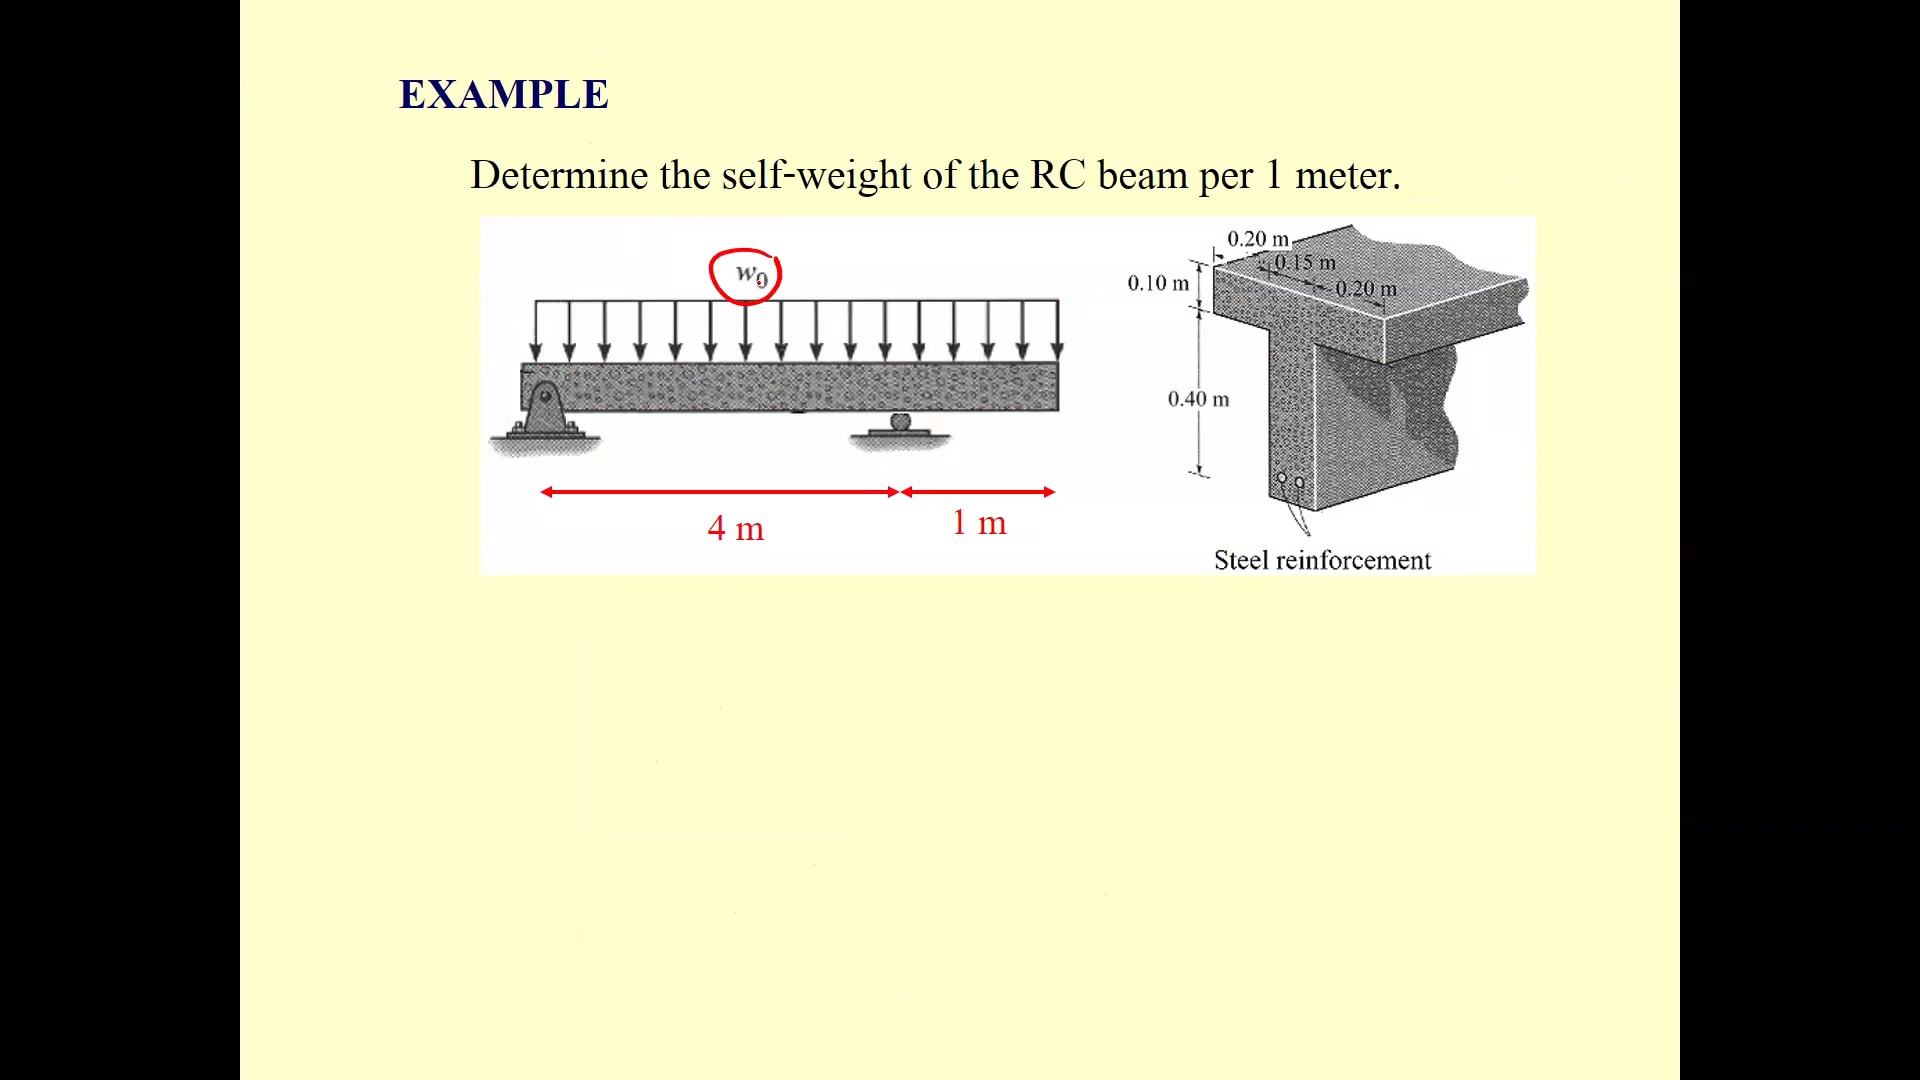 EXAMPLE
Determine the self-weight of the RC beam per 1 meter.
w₀
4 m
1 m
0.20 m
0.15 m
0.20 m
0.10 m
0.40 m
Steel reinforcement